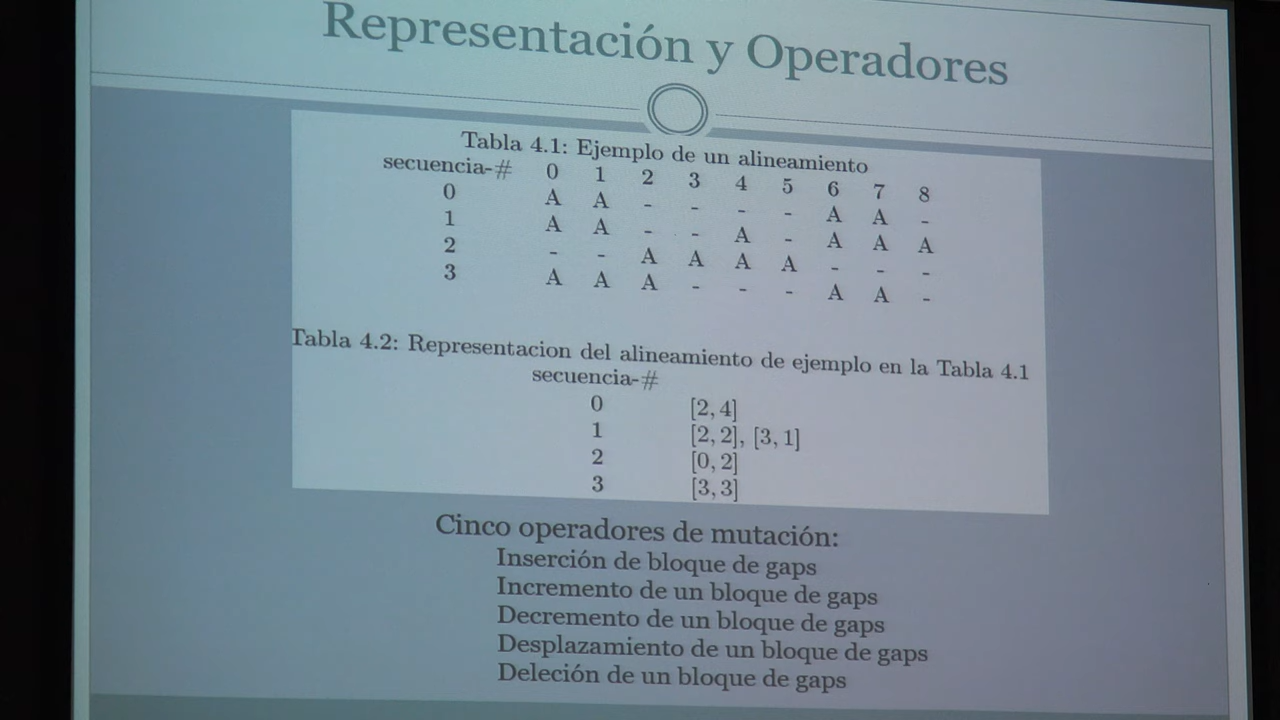 Representación y Operadores
Tabla 4.1: Ejemplo de un alineamiento
secuencia-# 0 1 2 3 4 5 6 7 8
0 A A - - - - A A -
1 A A - - A - A A A
2 - - A A A A - - -
3 A A A - - - A A -
Tabla 4.2: Representacion del alineamiento de ejemplo en la Tabla 4.1
secuencia-#
0 [2, 4]
1 [2, 2], [3, 1]
2 [0, 2]
3 [3, 3]
Cinco operadores de mutación:
Inserción de bloque de gaps
Incremento de un bloque de gaps
Decremento de un bloque de gaps
Desplazamiento de un bloque de gaps
Deleción de un bloque de gaps